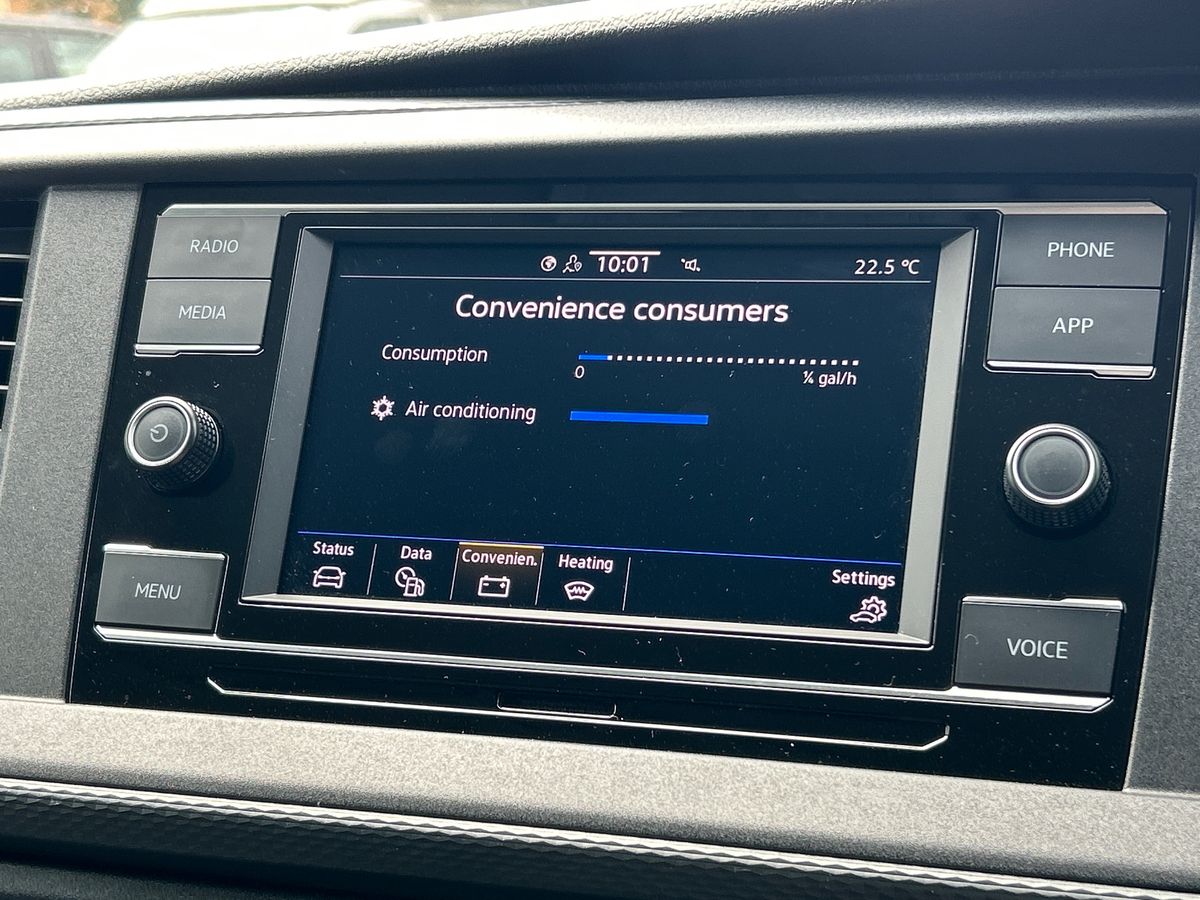 RADIO
MEDIA
MENU
10:01
22.5 °C
Convenience consumers
Consumption
0
¼ gal/h
Air conditioning
Status
Data
Convenien.
Heating
Settings
PHONE
APP
VOICE